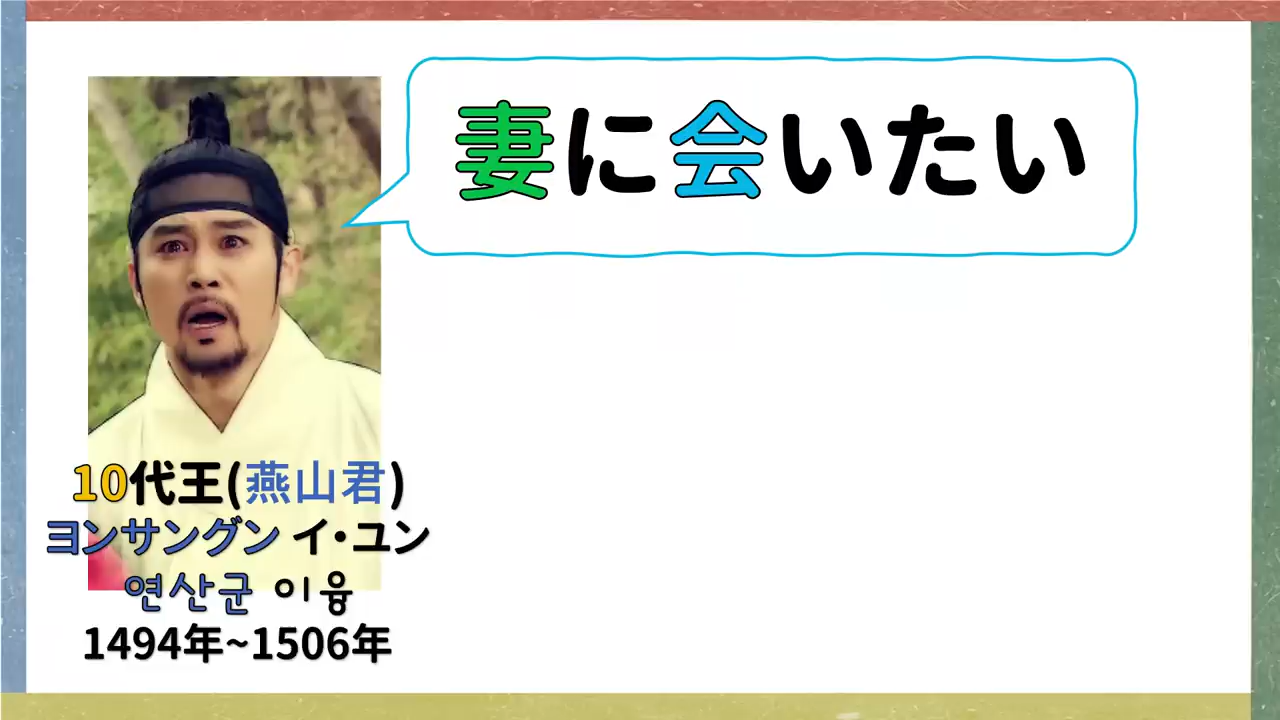 妻に会いたい
10代王(燕山君)
ヨンサングン イ・ユン
연산군 이융
1494年~1506年